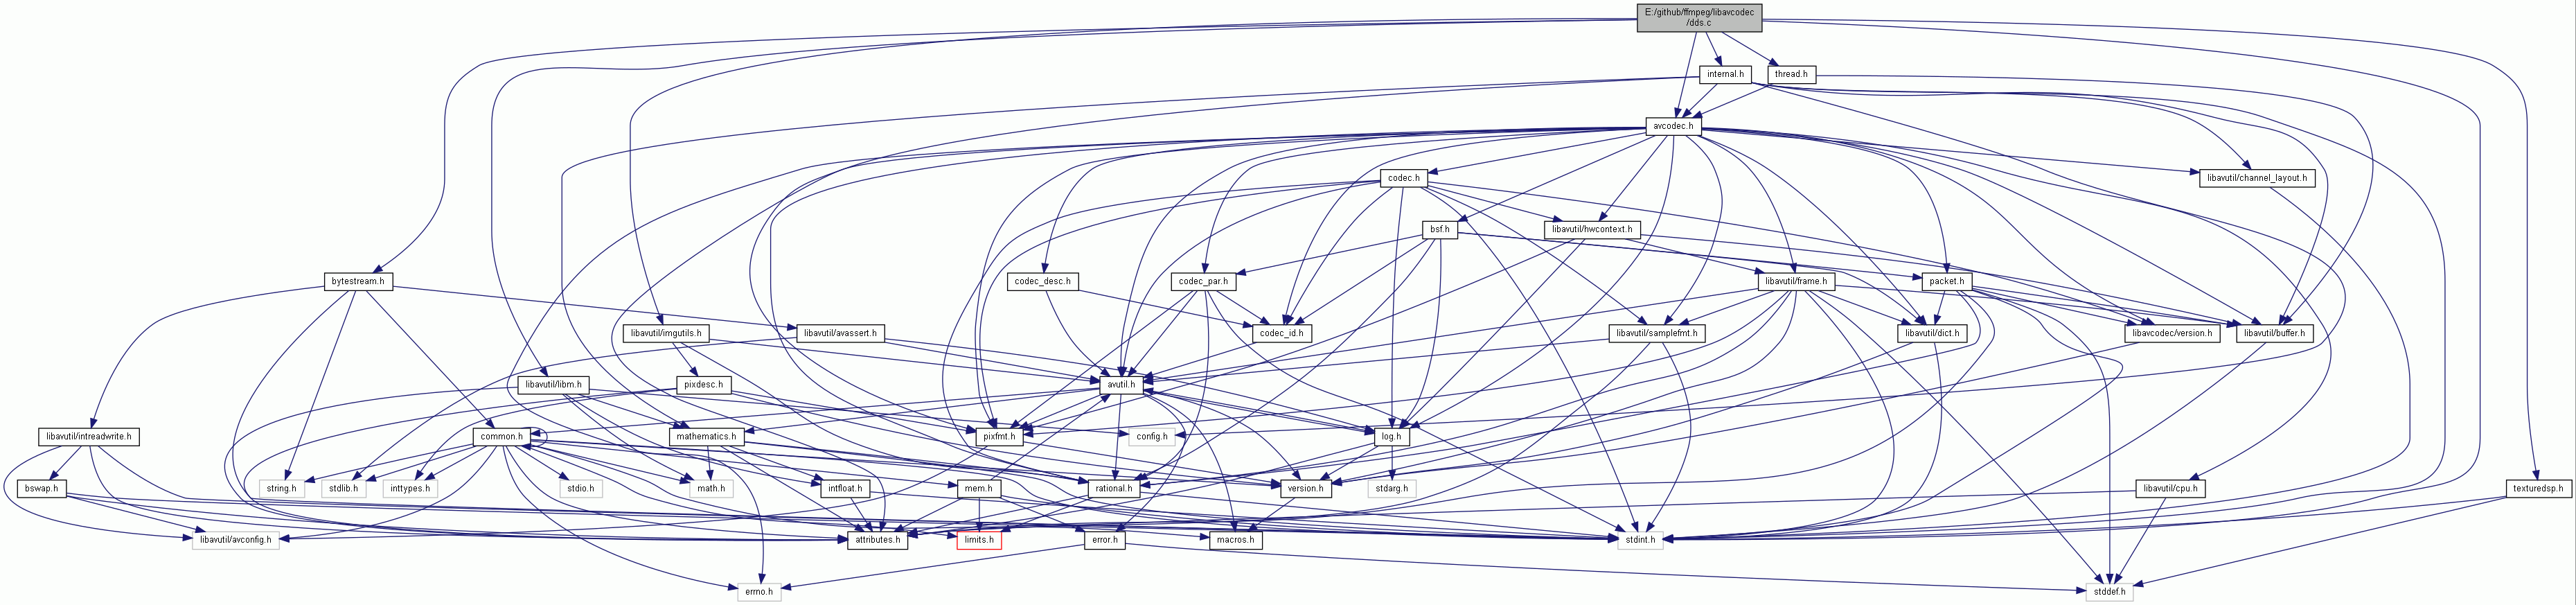 E:/github/ffmpeg/libavcodec
/dds.c
internal.h
thread.h
avcodec.h
codec.h
libavutil/channel_layout.h
bsf.h
libavutil/hwcontext.h
bytestream.h
codec_desc.h
codec_par.h
libavutil/frame.h
packet.h
libavutil/imgutils.h
libavutil/avassert.h
codec_id.h
libavutil/samplefmt.h
libavutil/dict.h
libavcodec/version.h
libavutil/buffer.h
libavutil/libm.h
pixdesc.h
avutil.h
libavutil/intreadwrite.h
common.h
mathematics.h
pixfmt.h
config.h
log.h
bswap.h
string.h
stdlib.h
inttypes.h
stdio.h
math.h
intfloat.h
mem.h
rational.h
version.h
stdarg.h
libavutil/cpu.h
texturedsp.h
libavutil/avconfig.h
attributes.h
limits.h
error.h
macros.h
stdint.h
errno.h
stddef.h